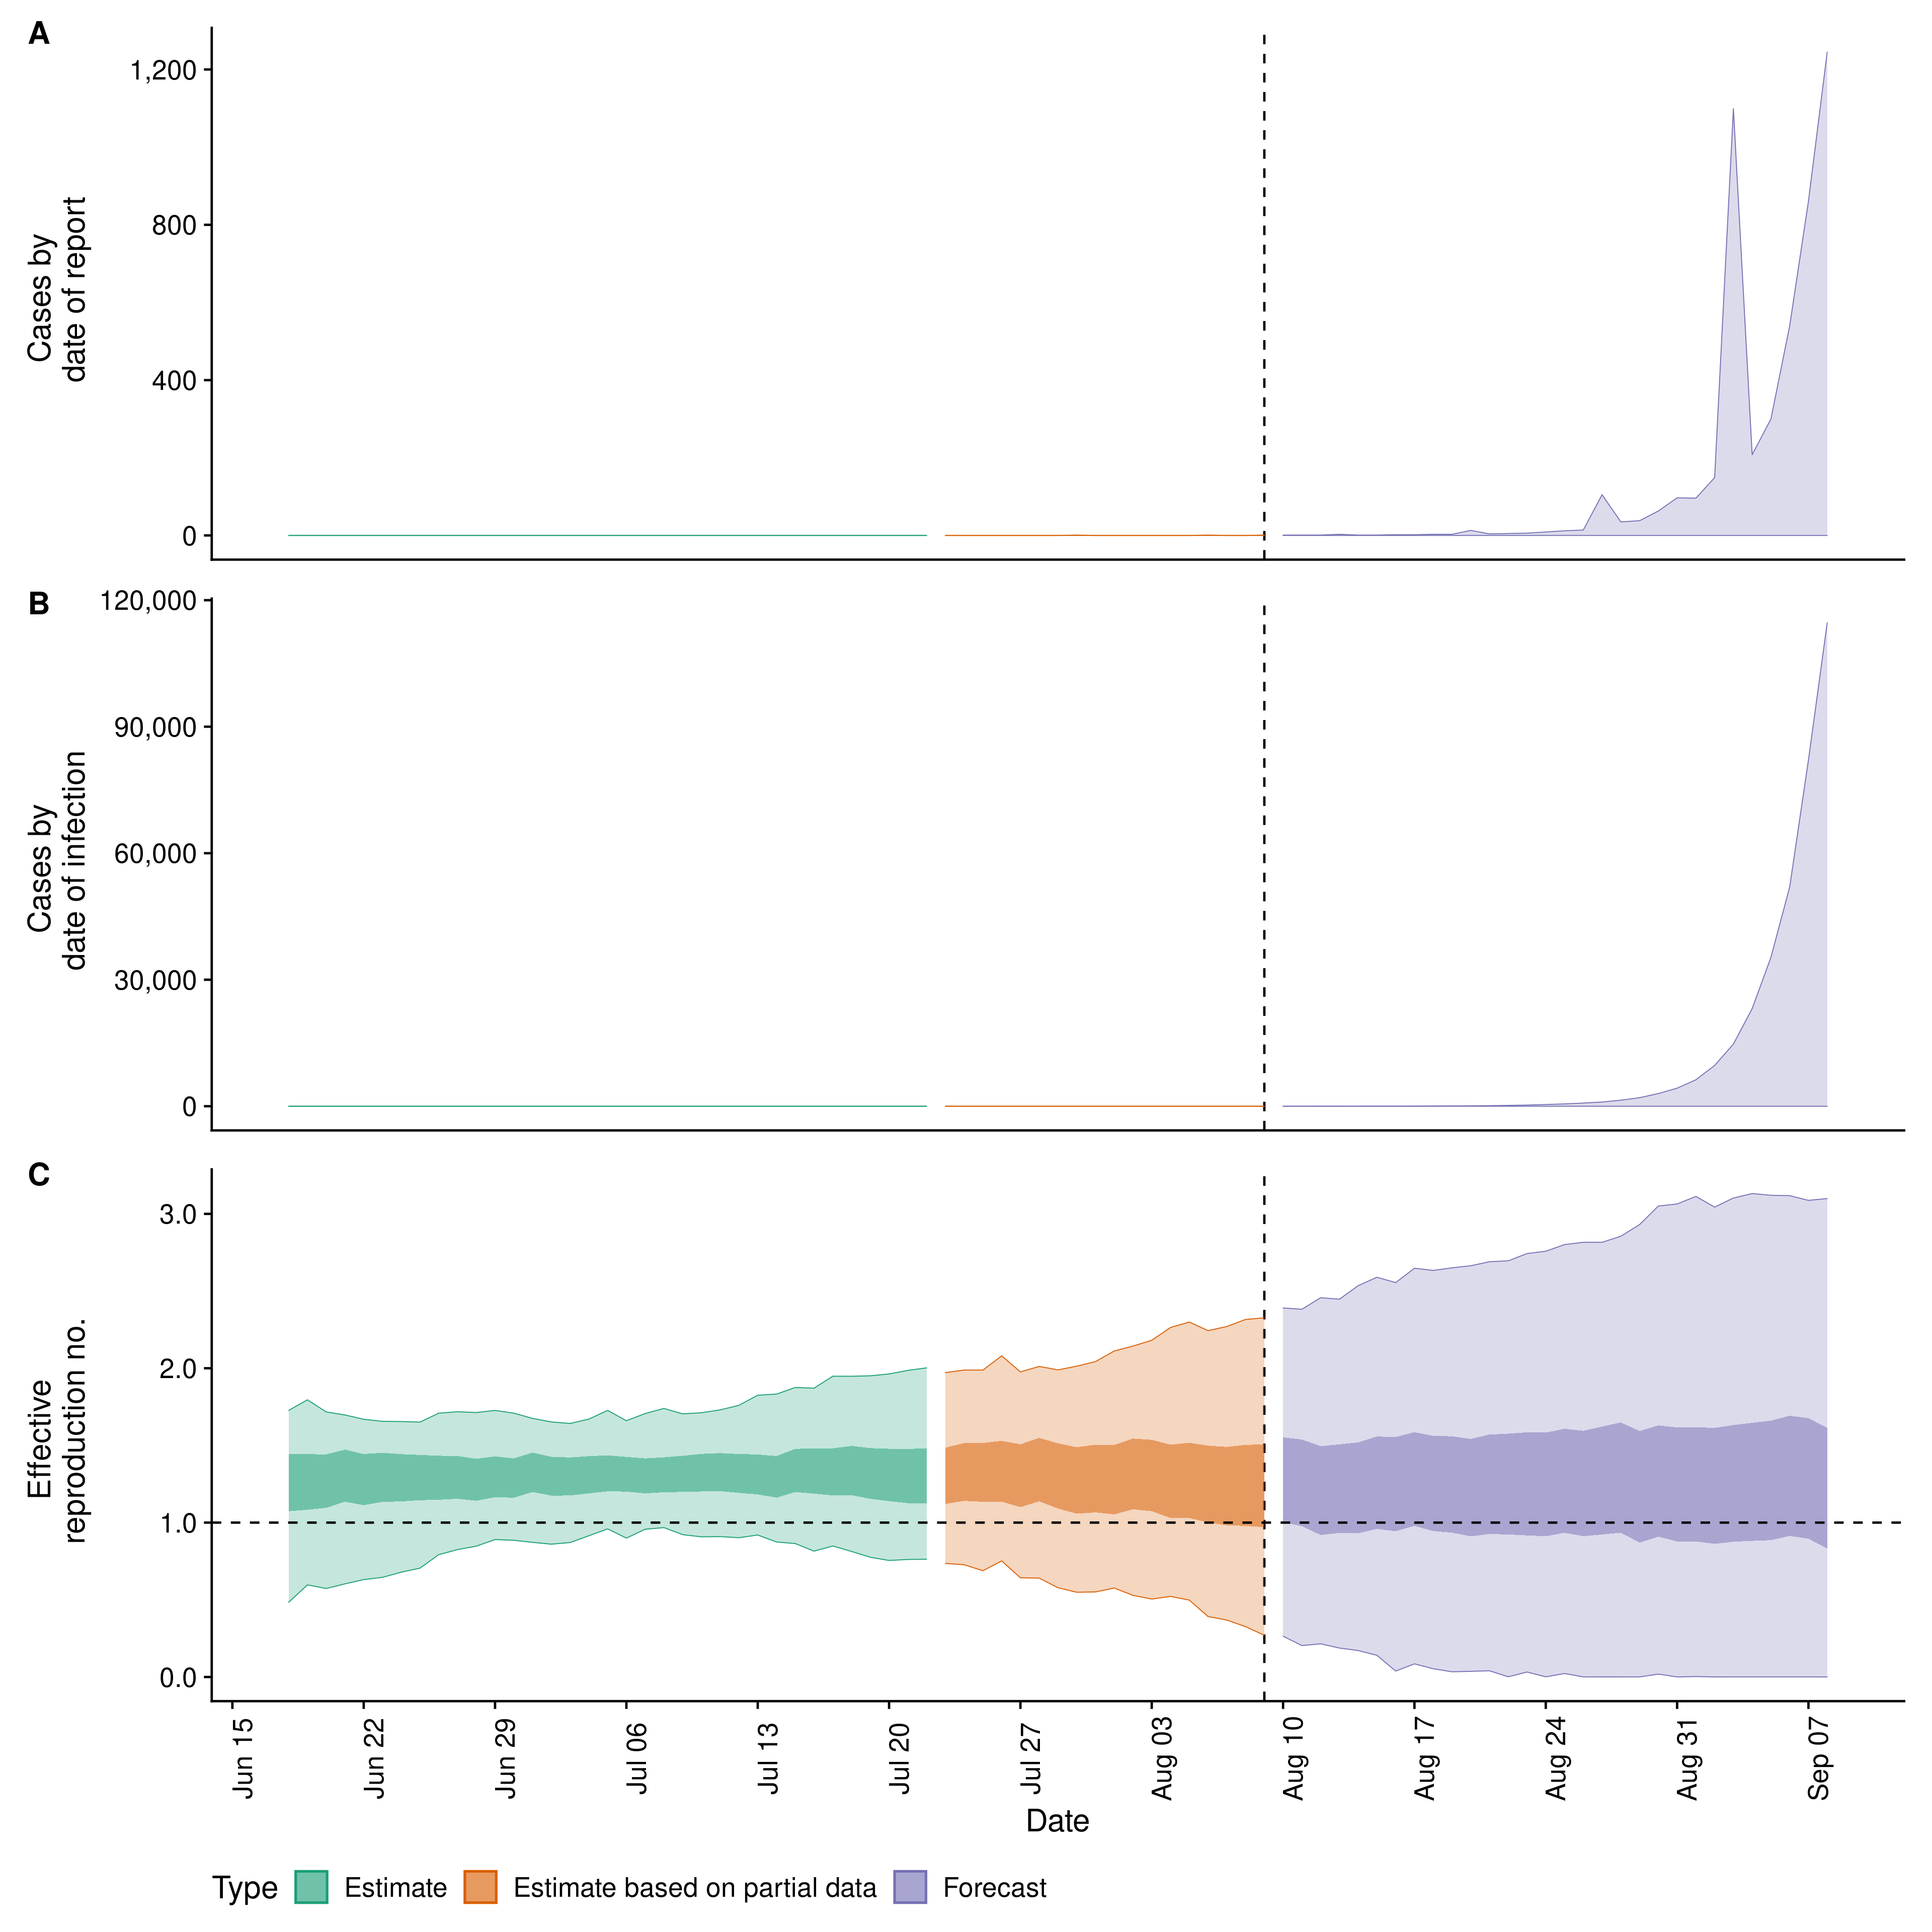 A
1,200
800
400
0
Cases by
date of report
B
120,000
90,000
60,000
30,000
0
Cases by
date of infection
C
3.0
2.0
1.0
0.0
Effective
reproduction no.
Jun 15
Jun 22
Jun 29
Jul 06
Jul 13
Jul 20
Jul 27
Aug 03
Aug 10
Aug 17
Aug 24
Aug 31
Sep 07
Date
Type Estimate Estimate based on partial data Forecast